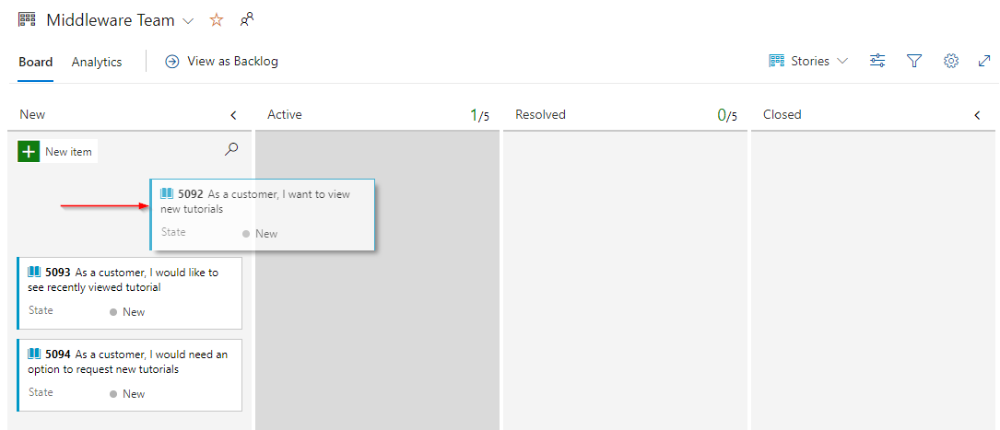 Middleware Team
Board Analytics View as Backlog Stories
New Active 1/5 Resolved 0/5 Closed
New item
5092 As a customer, I want to view
new tutorials
State New
5093 As a customer, I would like to
see recently viewed tutorial
State New
5094 As a customer, I would need an
option to request new tutorials
State New